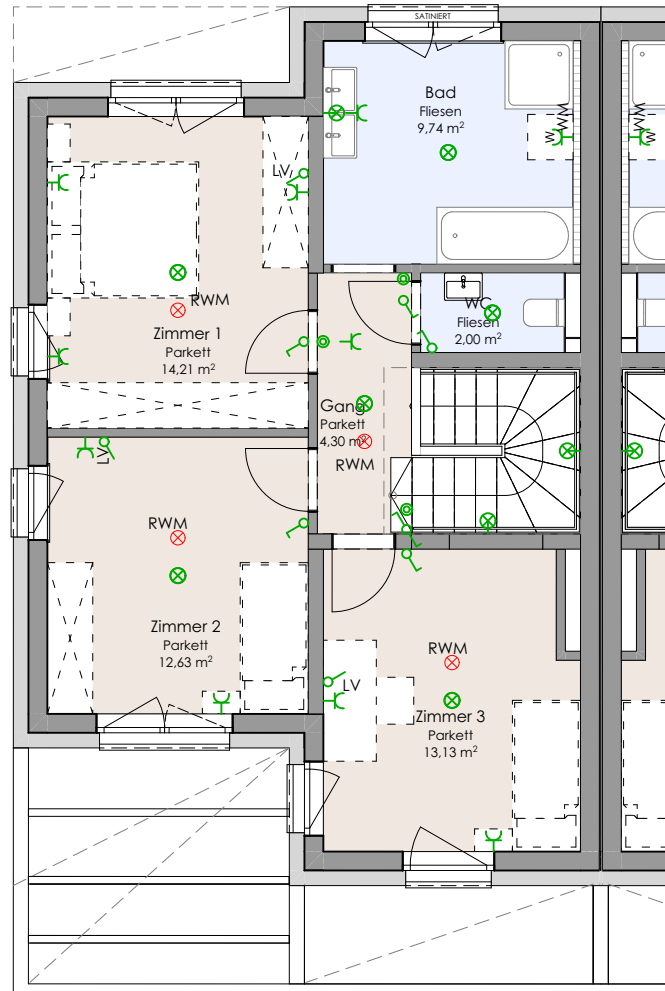 SATINIERT
Bad
Fliesen
9,74 m²
LV
RWM
Zimmer 1
Parkett
14,21 m²
WC
Fliesen
2,00 m²
Gang
Parkett
4,30 m²
RWM
LV
RWM
Zimmer 2
Parkett
12,63 m²
RWM
LV
Zimmer 3
Parkett
13,13 m²